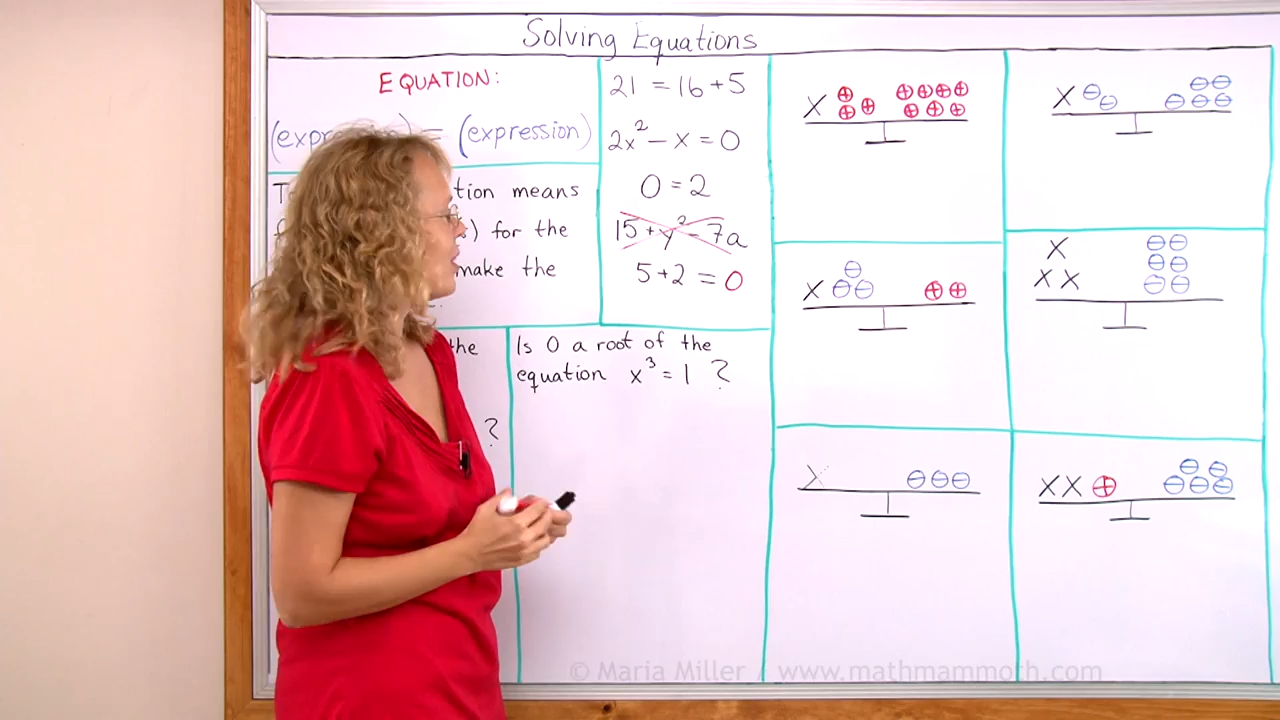 Solving Equations
EQUATION:
= (expression)
tion means
for the
make the
the
?
21 = 16 + 5
2x² − x = 0
0 = 2
15 + y² − 7a
5 + 2 = 0
Is 0 a root of the
equation x³ = 1 ?
X ⊕ ⊕ ⊕ ⊕ ⊕ ⊕ ⊕ ⊕ ⊕ ⊕
X ⊖ ⊖ ⊖ ⊖ ⊖ ⊖ ⊖
X ⊖ ⊖ ⊖ ⊕ ⊕
X
X X ⊖ ⊖ ⊖ ⊖ ⊖ ⊖
X ⊖ ⊖ ⊖
X X ⊕ ⊖ ⊖ ⊖ ⊖ ⊖
© Maria Miller / www.mathmammoth.com